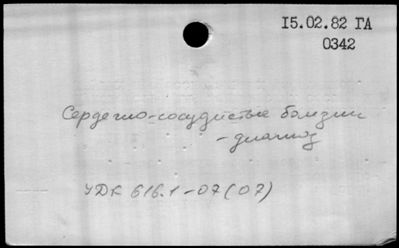 15.02.82 ГА
0342
Сердечно-сосудистые болезни
-диагноз
УДК 616.1-07(07)